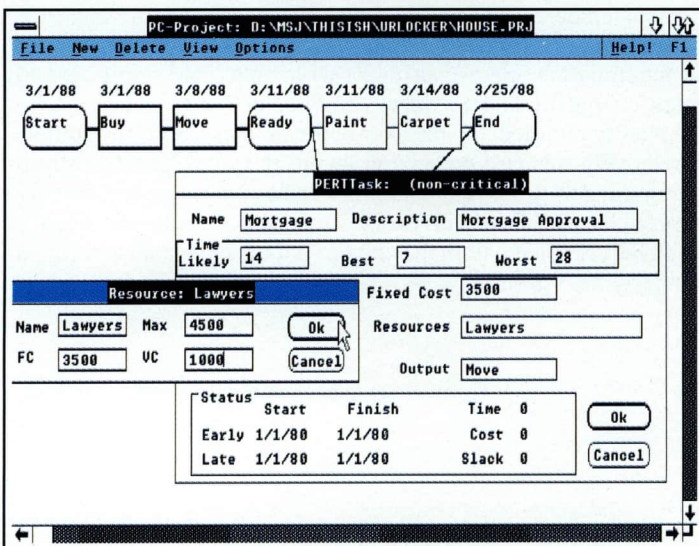 PC-Project: D:\MSJ\THISISH\URLOCKER\HOUSE.PRJ
File New Delete View Options Help! F1
3/1/88 3/1/88 3/8/88 3/11/88 3/11/88 3/14/88 3/25/88
Start Buy Move Ready Paint Carpet End
PERTTask: (non-critical)
Name Mortgage Description Mortgage Approval
Time
Likely 14 Best 7 Worst 28
Fixed Cost 3500
Resources Lawyers
Output Move
Resource: Lawyers
Name Lawyers Max 4500 Ok
FC 3500 VC 1000 Cancel
Status
Start Finish Time 0
Early 1/1/80 1/1/80 Cost 0
Late 1/1/80 1/1/80 Slack 0
Ok
Cancel